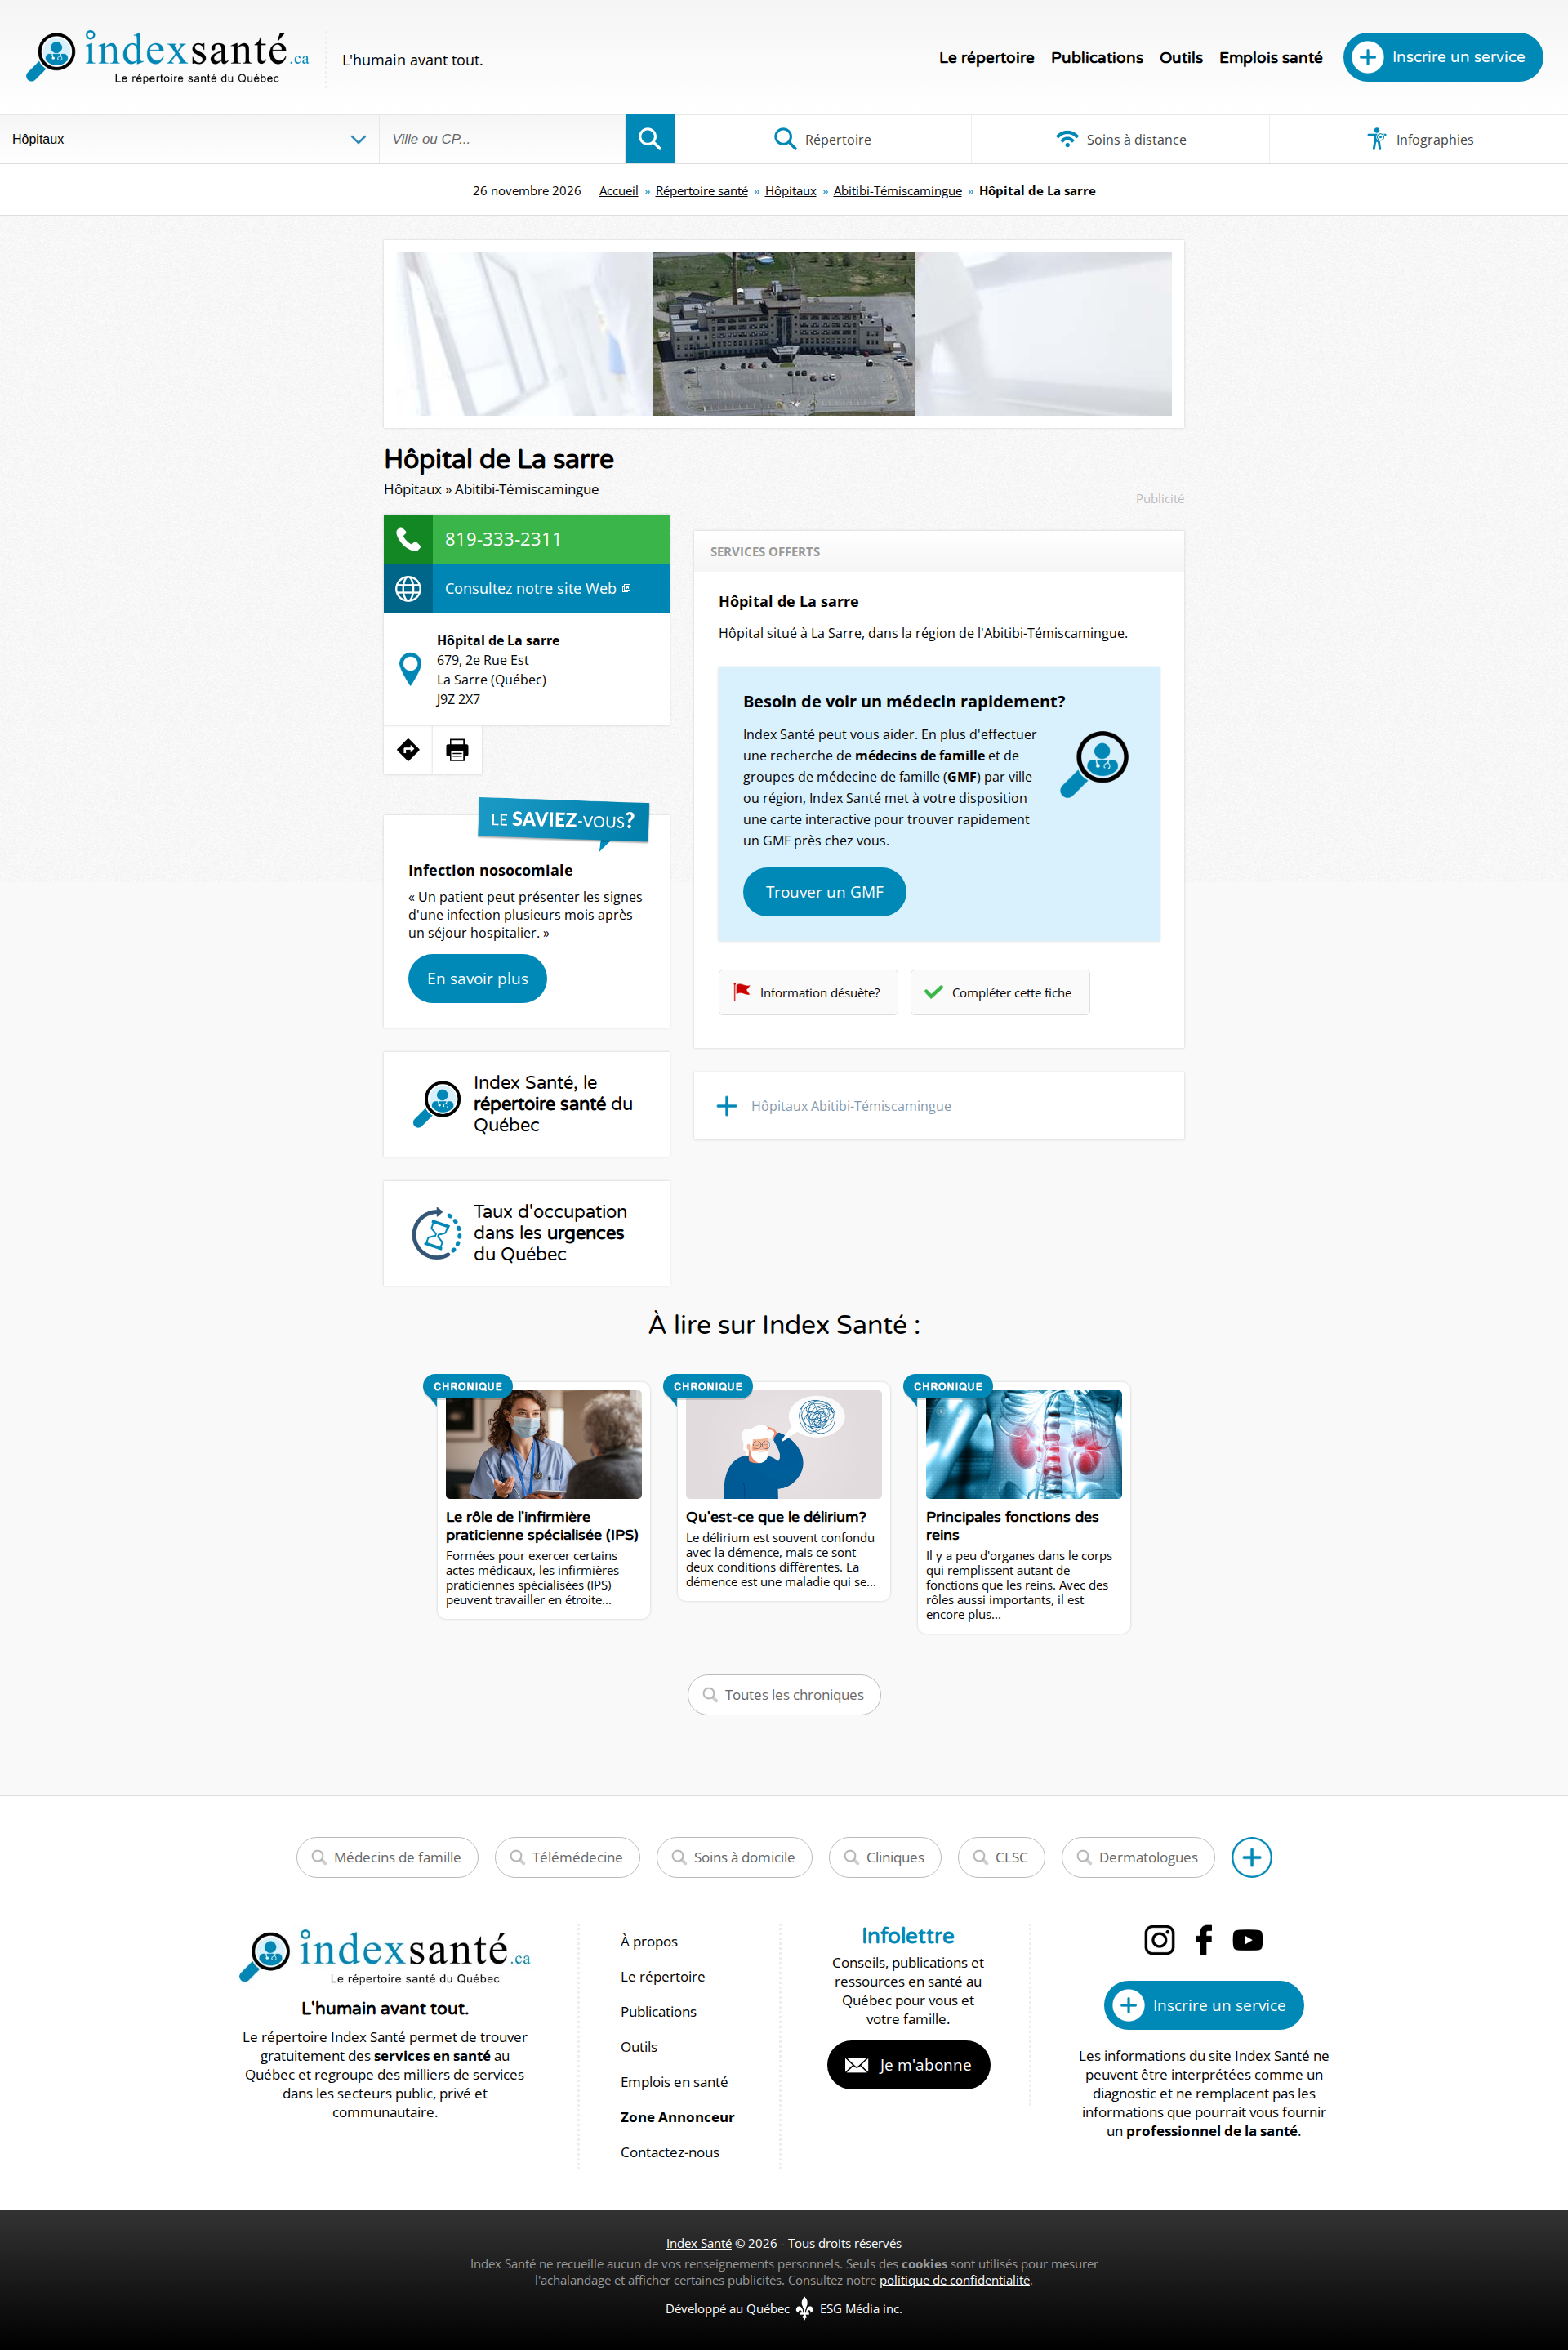 indexsanté.ca
Le répertoire santé du Québec
L'humain avant tout.
Le répertoire
Publications
Outils
Emplois santé
Inscrire un service
Hôpitaux
Ville ou CP...
Répertoire
Soins à distance
Infographies
26 novembre 2026
Accueil » Répertoire santé » Hôpitaux » Abitibi-Témiscamingue » Hôpital de La sarre
Hôpital de La sarre
Hôpitaux » Abitibi-Témiscamingue
Publicité
819-333-2311
Consultez notre site Web
Hôpital de La sarre
679, 2e Rue Est
La Sarre (Québec)
J9Z 2X7
LE SAVIEZ-VOUS?
Infection nosocomiale
« Un patient peut présenter les signes
d'une infection plusieurs mois après
un séjour hospitalier. »
En savoir plus
Index Santé, le
répertoire santé du
Québec
Taux d'occupation
dans les urgences
du Québec
SERVICES OFFERTS
Hôpital de La sarre
Hôpital situé à La Sarre, dans la région de l'Abitibi-Témiscamingue.
Besoin de voir un médecin rapidement?
Index Santé peut vous aider. En plus d'effectuer
une recherche de médecins de famille et de
groupes de médecine de famille (GMF) par ville
ou région, Index Santé met à votre disposition
une carte interactive pour trouver rapidement
un GMF près chez vous.
Trouver un GMF
Information désuète?
Compléter cette fiche
Hôpitaux Abitibi-Témiscamingue
À lire sur Index Santé :
CHRONIQUE
Le rôle de l'infirmière
praticienne spécialisée (IPS)
Formées pour exercer certains
actes médicaux, les infirmières
praticiennes spécialisées (IPS)
peuvent travailler en étroite...
CHRONIQUE
Qu'est-ce que le délirium?
Le délirium est souvent confondu
avec la démence, mais ce sont
deux conditions différentes. La
démence est une maladie qui se...
CHRONIQUE
Principales fonctions des
reins
Il y a peu d'organes dans le corps
qui remplissent autant de
fonctions que les reins. Avec des
rôles aussi importants, il est
encore plus...
Toutes les chroniques
Médecins de famille
Télémédecine
Soins à domicile
Cliniques
CLSC
Dermatologues
indexsanté.ca
Le répertoire santé du Québec
L'humain avant tout.
Le répertoire Index Santé permet de trouver
gratuitement des services en santé au
Québec et regroupe des milliers de services
dans les secteurs public, privé et
communautaire.
À propos
Le répertoire
Publications
Outils
Emplois en santé
Zone Annonceur
Contactez-nous
Infolettre
Conseils, publications et
ressources en santé au
Québec pour vous et
votre famille.
Je m'abonne
Inscrire un service
Les informations du site Index Santé ne
peuvent être interprétées comme un
diagnostic et ne remplacent pas les
informations que pourrait vous fournir
un professionnel de la santé.
Index Santé © 2026 - Tous droits réservés
Index Santé ne recueille aucun de vos renseignements personnels. Seuls des cookies sont utilisés pour mesurer
l'achalandage et afficher certaines publicités. Consultez notre politique de confidentialité.
Développé au Québec ESG Média inc.